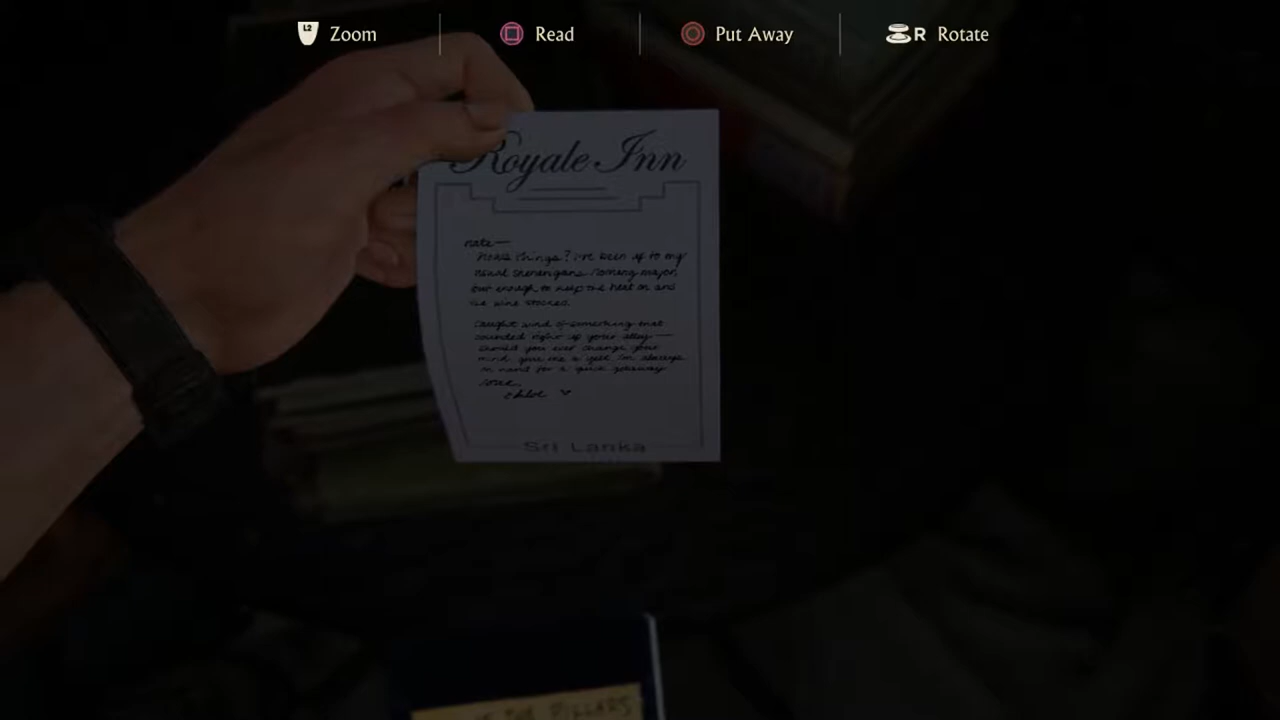 Zoom
Read
Put Away
R Rotate
L2
Royale Inn
nate—
how's things? i've been up to my
usual shenanigans. nothing major,
but enough to keep the heat on and
the wine stocked.
caught wind of something that
sounded right up your alley—
should you ever change your
mind give me a yell. i'm always
on hand for a quick getaway
love,
chloe
Sri Lanka
PILLARS